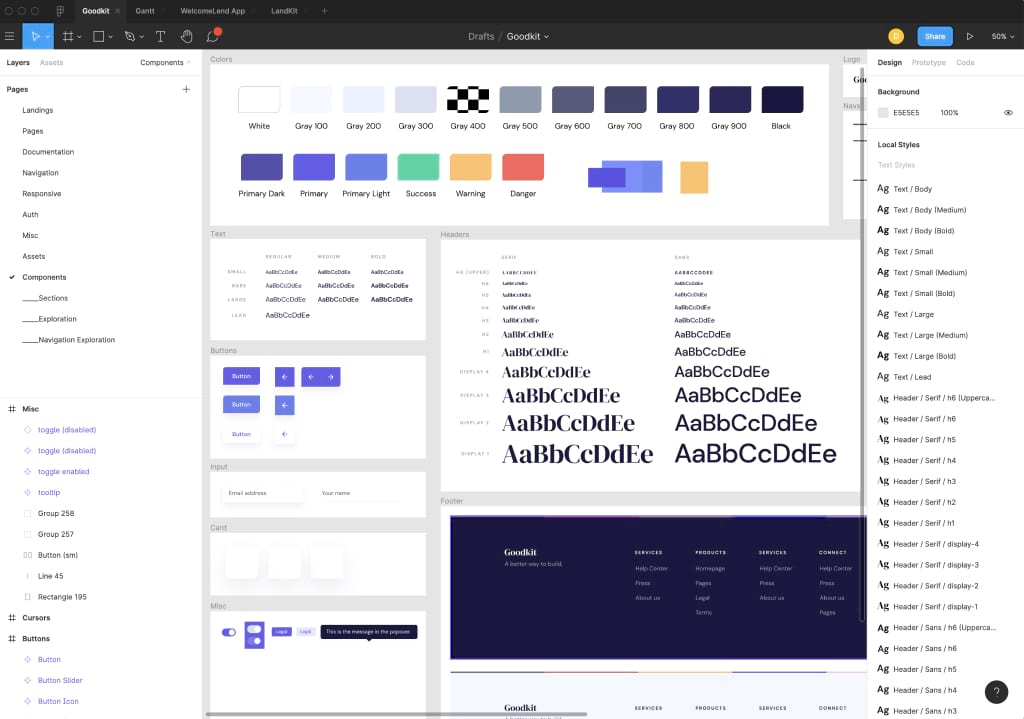 Goodkit
Gantt
WelcomeLend App
LandKit
Drafts / Goodkit
D
Share
50%
Layers
Assets
Components
Pages
Landings
Pages
Documentation
Navigation
Responsive
Auth
Misc
Assets
Components
____Sections
____Exploration
____Navigation Exploration
Misc
toggle (disabled)
toggle (disabled)
toggle enabled
tooltip
Group 258
Group 257
Button (sm)
Line 45
Rectangle 195
Cursors
Buttons
Button
Button Slider
Button Icon
Colors
White Gray 100 Gray 200 Gray 300 Gray 400 Gray 500 Gray 600 Gray 700 Gray 800 Gray 900 Black
Primary Dark Primary Primary Light Success Warning Danger
Logo
Text
REGULAR MEDIUM BOLD
SMALL AaBbCcDdEe AaBbCcDdEe AaBbCcDdEe
BASE AaBbCcDdEe AaBbCcDdEe AaBbCcDdEe
LARGE AaBbCcDdEe AaBbCcDdEe AaBbCcDdEe
LEAD AaBbCcDdEe
Buttons
Button
Button
Button
Input
Email address Your name
Card
Misc
Legal Legal This is the message in the popover.
Headers
SERIF SANS
H6 (UPPER) AABBCCDDEE AABBCCDDEE
H6 AaBbCcDdEe AaBbCcDdEe
H5 AaBbCcDdEe AaBbCcDdEe
H4 AaBbCcDdEe AaBbCcDdEe
H3 AaBbCcDdEe AaBbCcDdEe
H2 AaBbCcDdEe AaBbCcDdEe
H1 AaBbCcDdEe AaBbCcDdEe
DISPLAY 4 AaBbCcDdEe AaBbCcDdEe
DISPLAY 3 AaBbCcDdEe AaBbCcDdEe
DISPLAY 2 AaBbCcDdEe AaBbCcDdEe
DISPLAY 1 AaBbCcDdEe AaBbCcDdEe
Footer
Goodkit SERVICES PRODUCTS SERVICES CONNECT
A better way to build. Help Center Homepage Help Center Help Center
Press Pages Press Press
About us Legal About us About us
Terms Pages
Goodkit SERVICES PRODUCTS SERVICES CONNECT
Design
Prototype
Code
Background
E5E5E5 100%
Local Styles
Text Styles
Ag Text / Body
Ag Text / Body (Medium)
Ag Text / Body (Bold)
Ag Text / Small
Ag Text / Small (Medium)
Ag Text / Small (Bold)
Ag Text / Large
Ag Text / Large (Medium)
Ag Text / Large (Bold)
Ag Text / Lead
Ag Header / Serif / h6 (Upperca...
Ag Header / Serif / h6
Ag Header / Serif / h5
Ag Header / Serif / h4
Ag Header / Serif / h3
Ag Header / Serif / h2
Ag Header / Serif / h1
Ag Header / Serif / display-4
Ag Header / Serif / display-3
Ag Header / Serif / display-2
Ag Header / Serif / display-1
Ag Header / Sans / h6 (Upperca...
Ag Header / Sans / h6
Ag Header / Sans / h5
Ag Header / Sans / h4
Ag Header / Sans / h3
?